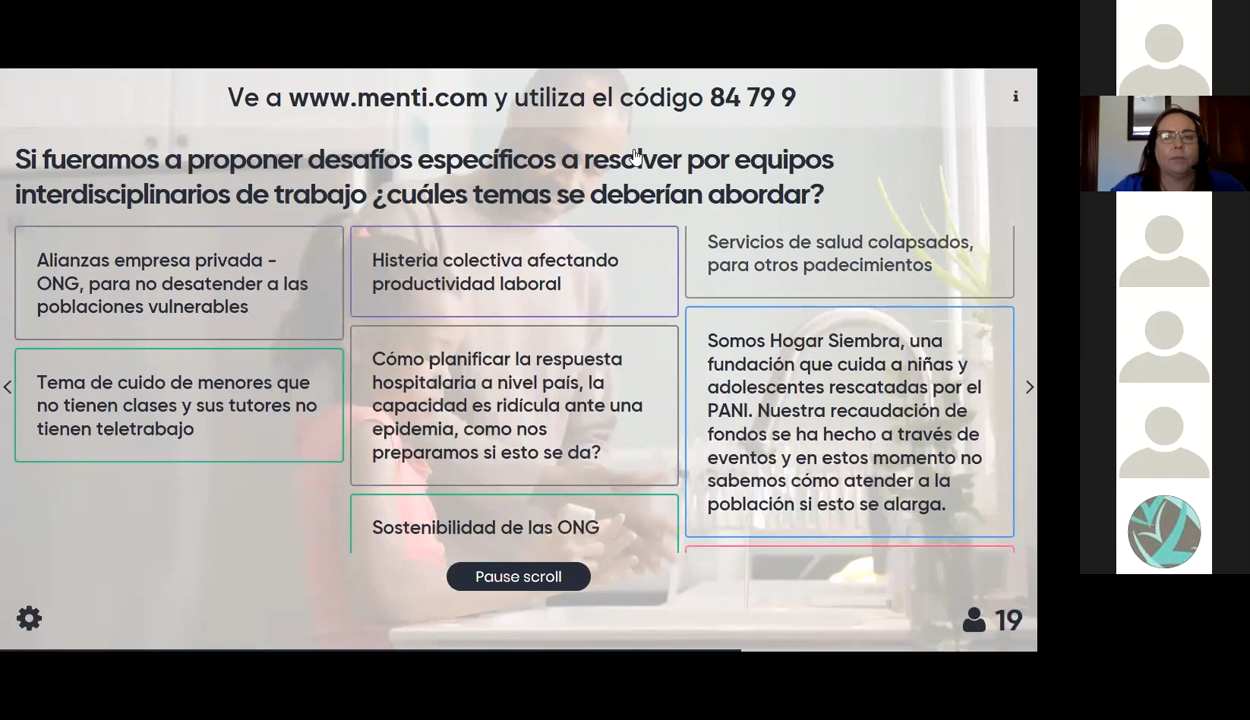 Ve a www.menti.com y utiliza el código 84 79 9
Si fueramos a proponer desafíos específicos a resolver por equipos
interdisciplinarios de trabajo ¿cuáles temas se deberían abordar?
Alianzas empresa privada -
ONG, para no desatender a las
poblaciones vulnerables
Tema de cuido de menores que
no tienen clases y sus tutores no
tienen teletrabajo
Histeria colectiva afectando
productividad laboral
Cómo planificar la respuesta
hospitalaria a nivel país, la
capacidad es ridícula ante una
epidemia, como nos
preparamos si esto se da?
Sostenibilidad de las ONG
Servicios de salud colapsados,
para otros padecimientos
Somos Hogar Siembra, una
fundación que cuida a niñas y
adolescentes rescatadas por el
PANI. Nuestra recaudación de
fondos se ha hecho a través de
eventos y en estos momento no
sabemos cómo atender a la
población si esto se alarga.
Pause scroll
19